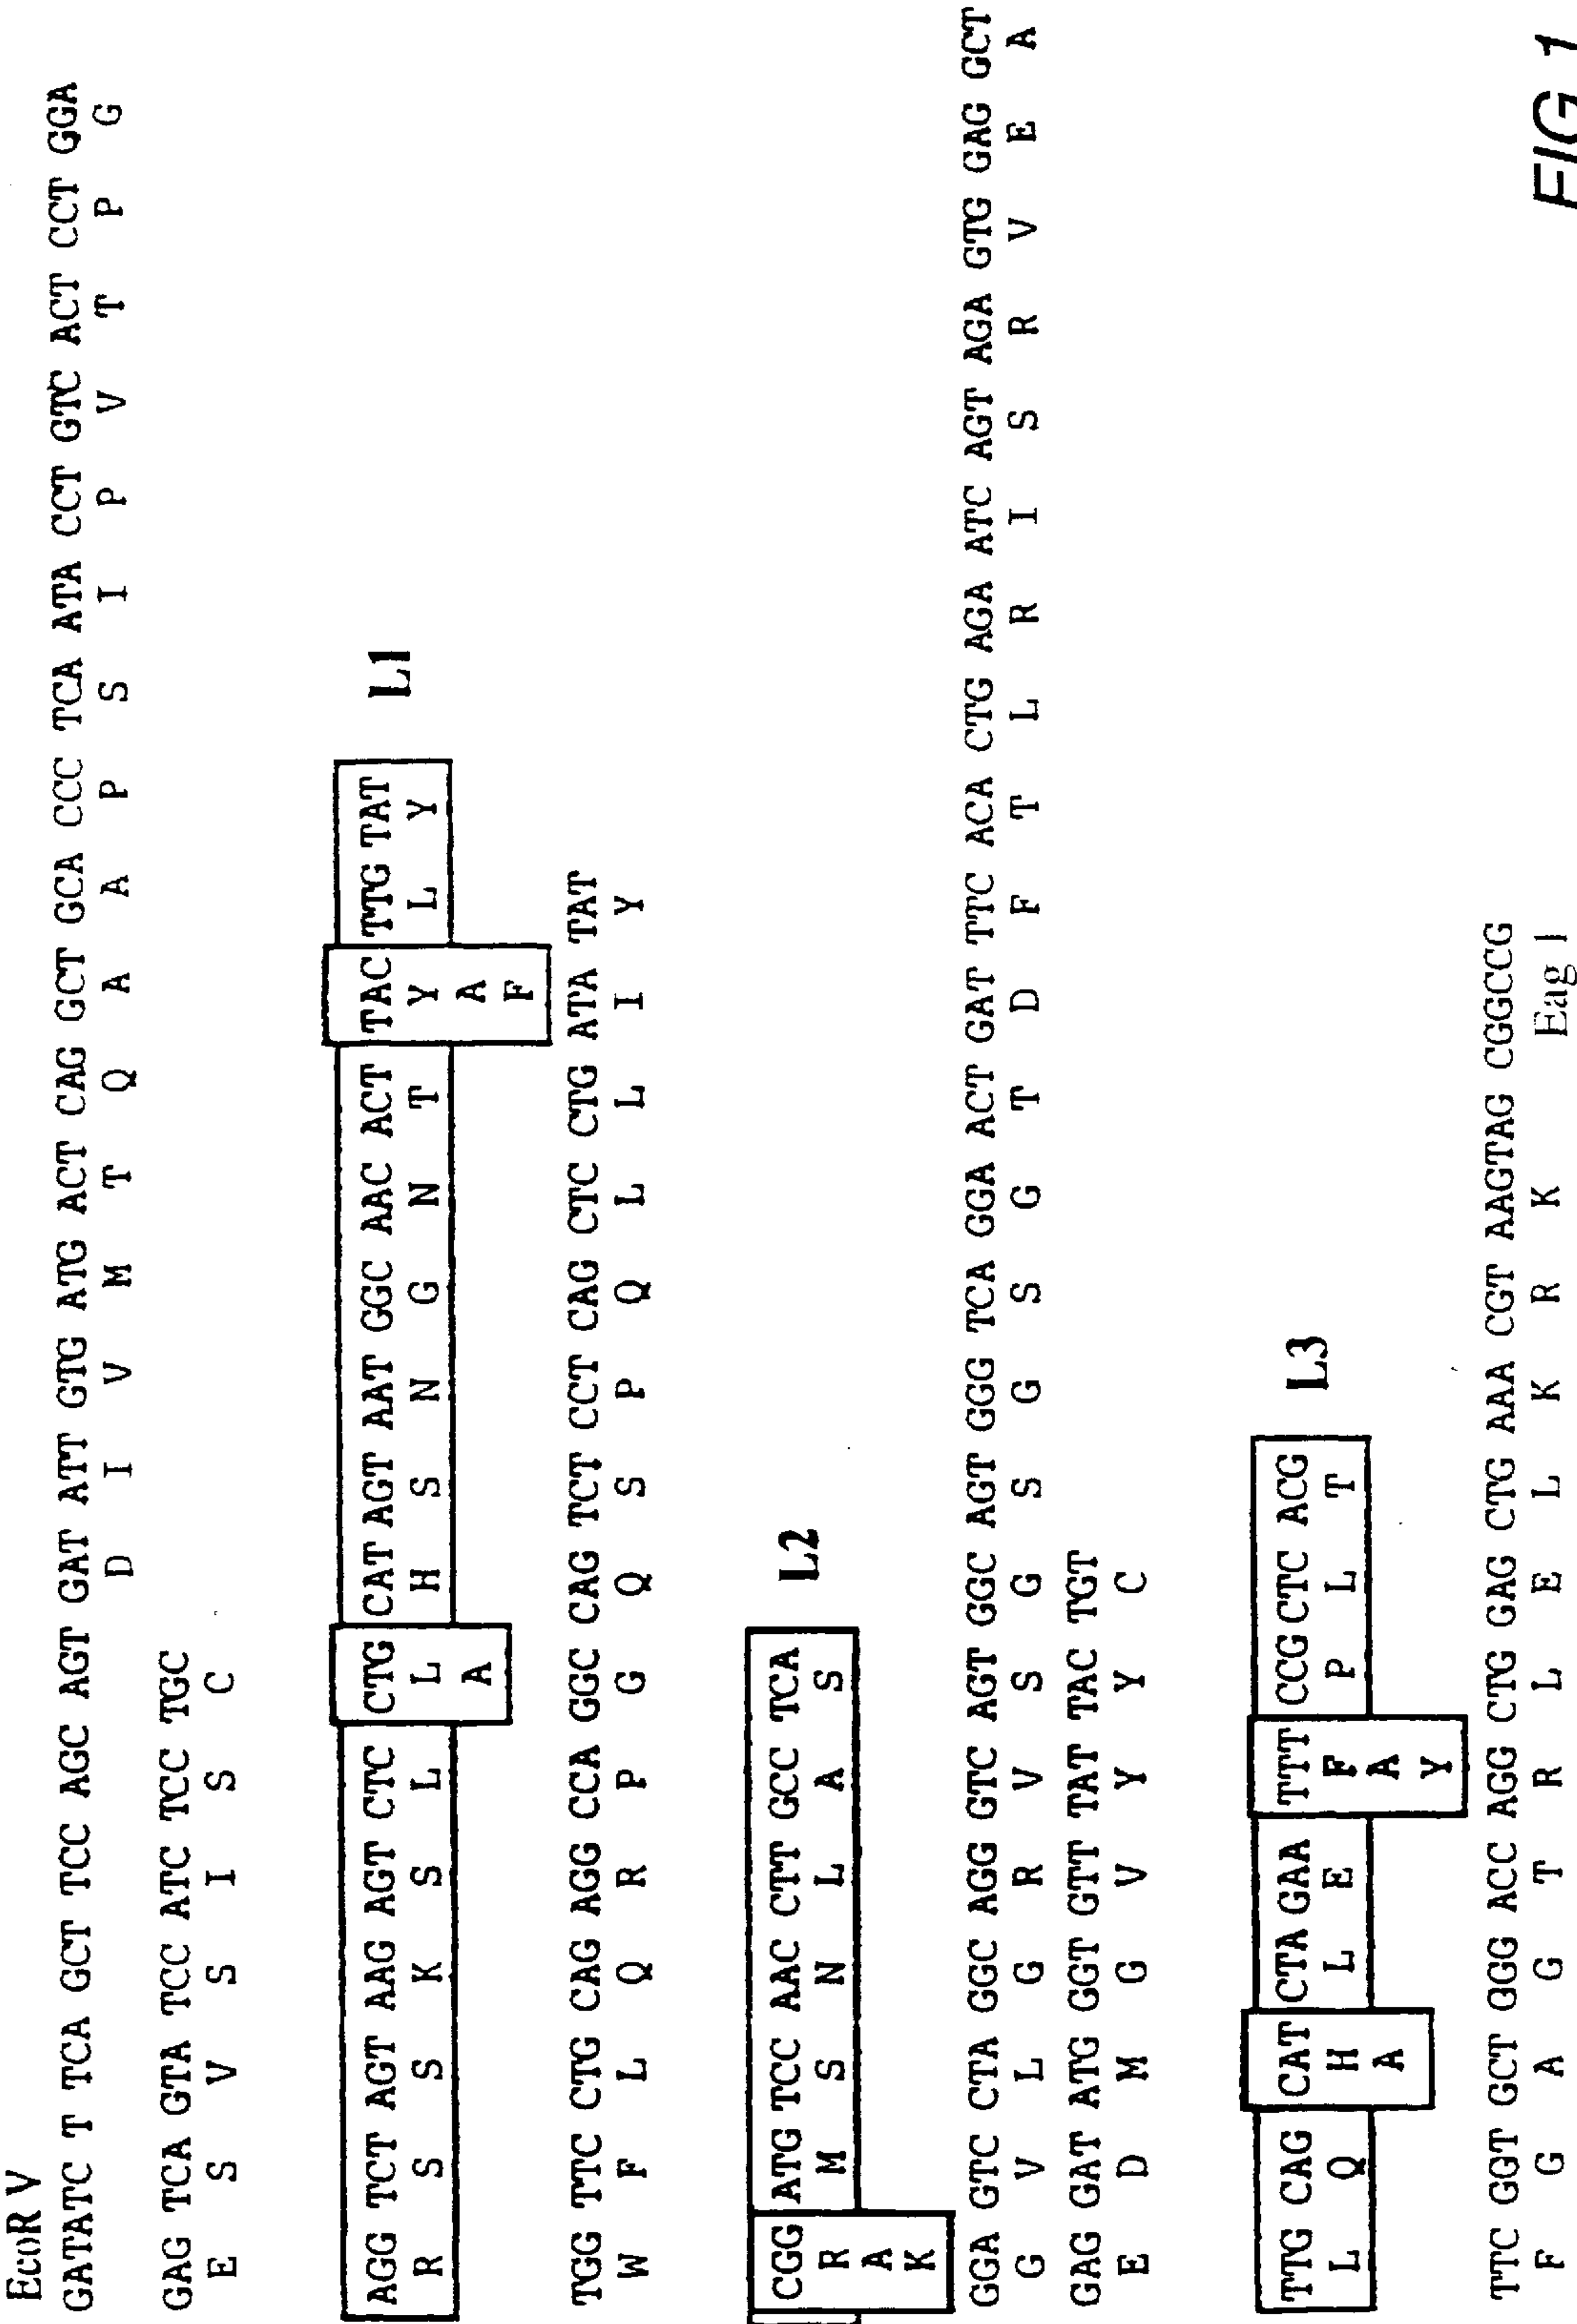 EcoR V
GATATC T TCA GCT TCC AGC AGT GAT ATT GTG ATG ACT CAG GCT GCA CCC TCA ATA CCT GTC ACT CCT GGA
D I V M T Q A A P S I P V T P G
GAG TCA GTA TCC ATC TCC TGC
E S V S I S C
AGG TCT AGT AAG AGT CTC CTG CAT AGT AAT GGC AAC ACT TAC TTG TAT
R S S K S L L H S N G N T Y L Y L1
A A
F
TGG TTC CTG CAG AGG CCA GGC CAG TCT CCT CAG CTC CTG ATA TAT
W F L Q R P G Q S P Q L L I Y
CGG ATG TCC AAC CTT GCC TCA
R M S N L A S L2
A
K
GGA GTC CTA GGC AGG GTC AGT GGC AGT GGG TCA GGA ACT GAT TTC ACA CTG AGA ATC AGT AGA GTG GAG GCT
G V L G R V S G S G S G T D F T L R I S R V E A
GAG GAT ATG GGT GTT TAT TAC TGT
E D M G V Y Y C
TTG CAG CAT CTA GAA TTT CCG CTC ACG
L Q H L E F P L T L3
A A
Y
TTC GGT GCT GGG ACC AGG CTG GAG CTG AAA CGT AAGTAG CGGCCG
F G A G T R L E L K R K Eag I
FIG_1